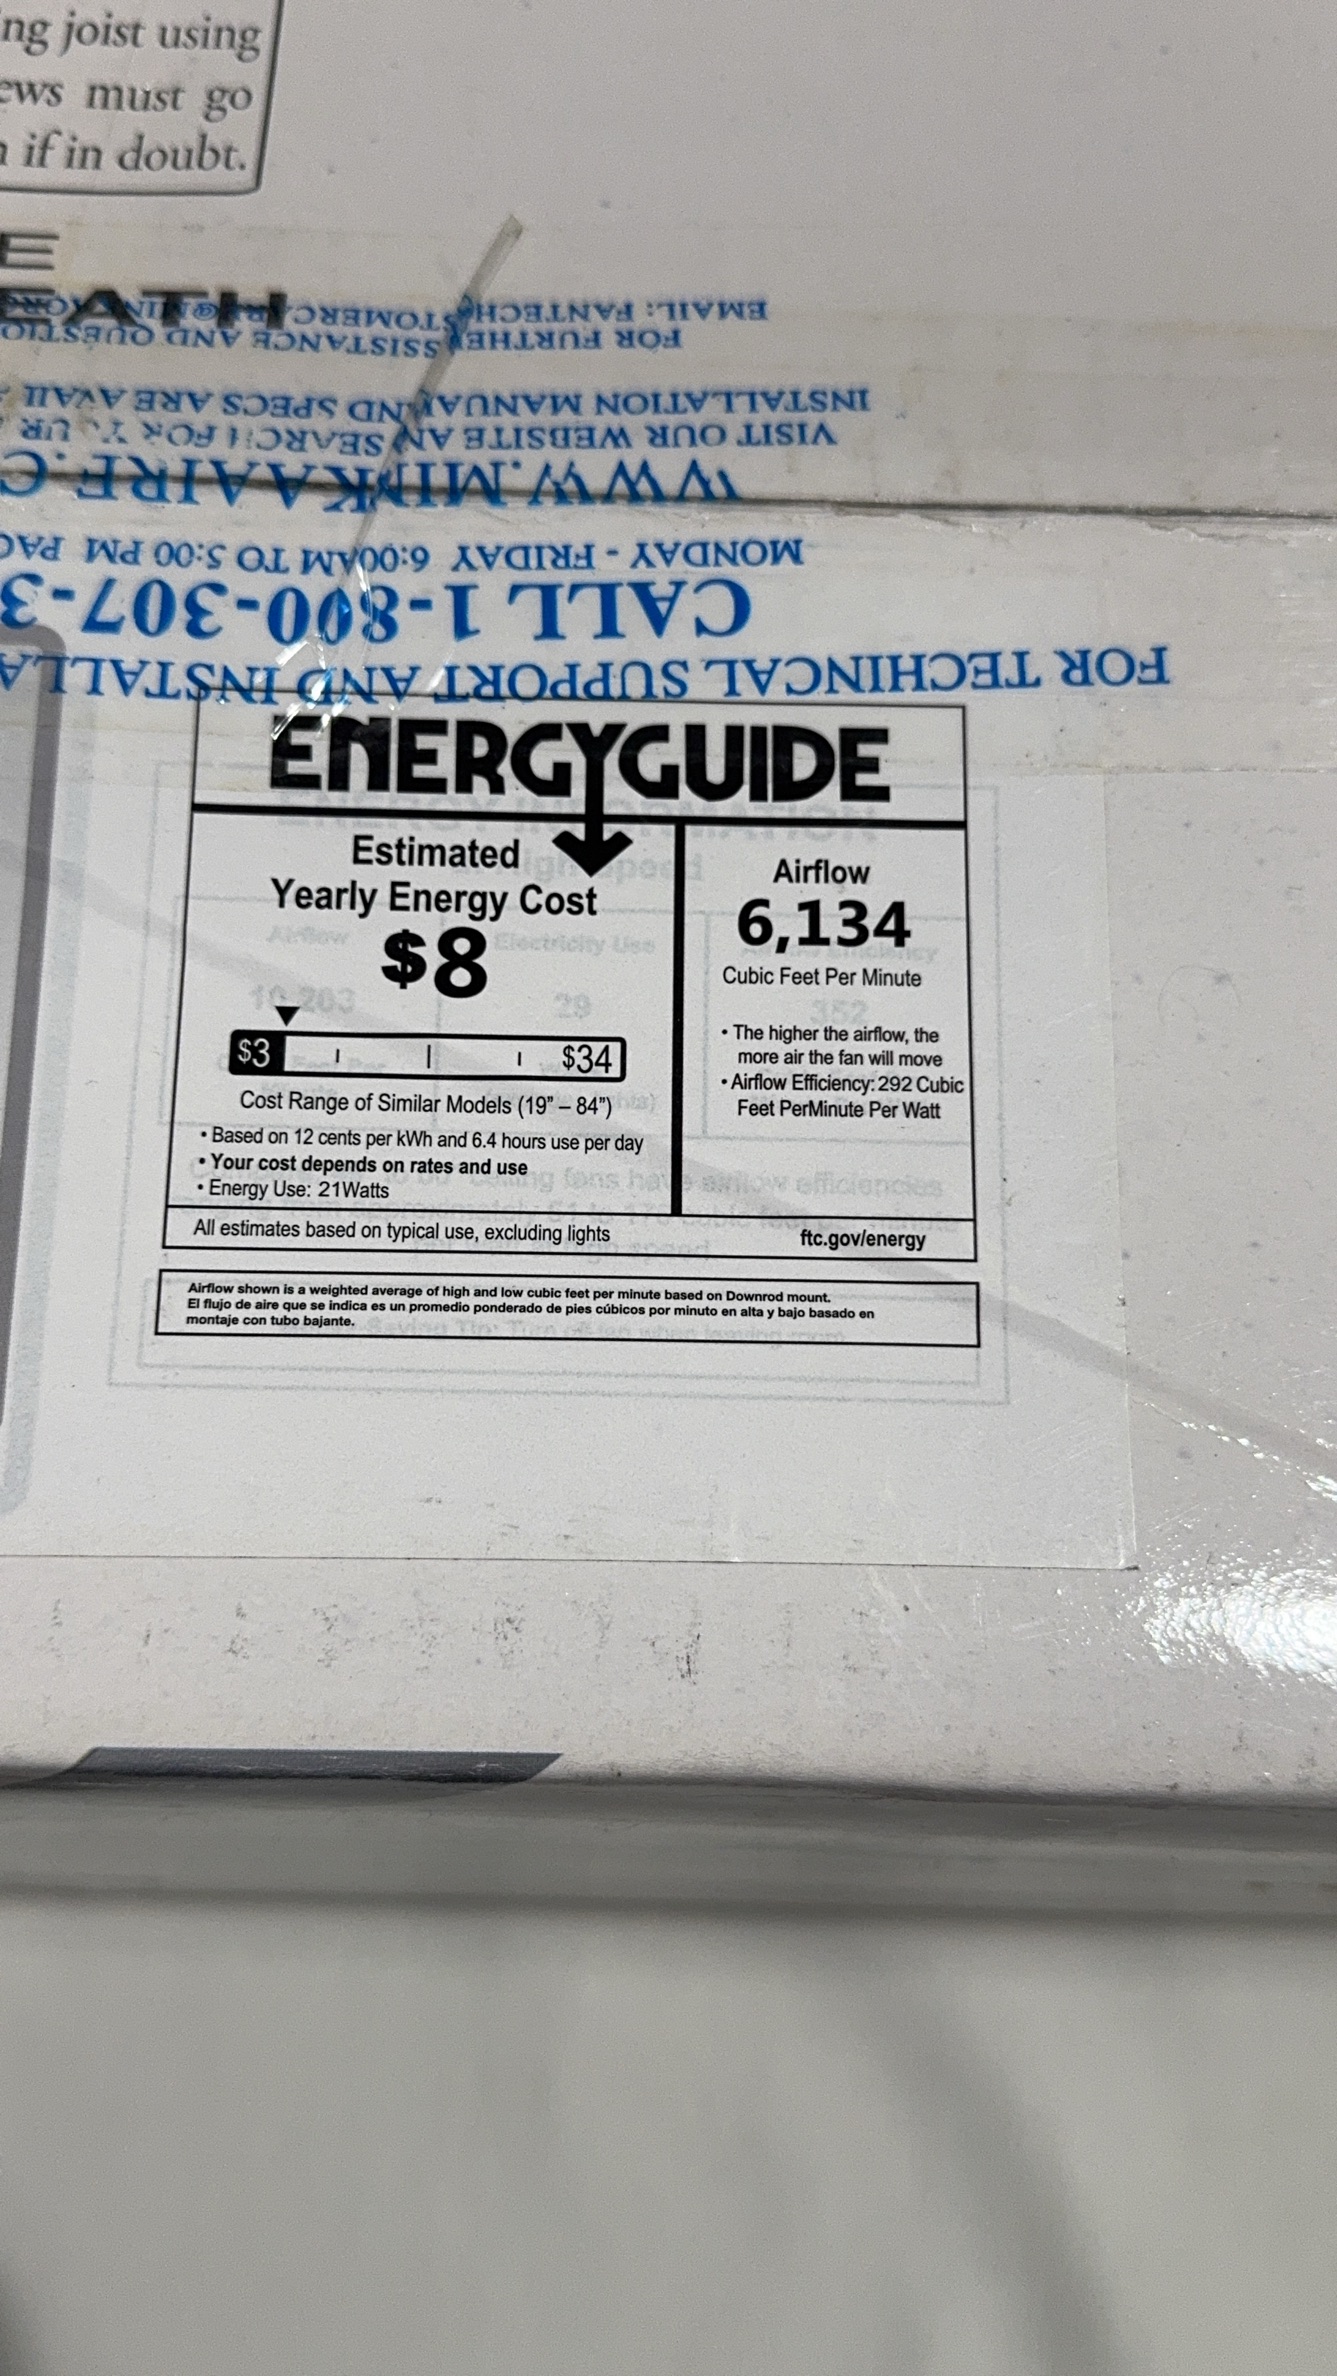 ng joist using
ews must go
if in doubt.
E
EATH
FOR TECHINCAL SUPPORT AND INSTALLA
CALL 1-800-307-3
MONDAY - FRIDAY 6:00AM TO 5:00 PM PAC
WWW.MINKAAIRE.C
VISIT OUR WEBSITE AN SEARCH FOR
INSTALLATION MANUAL AND SPECS ARE AVAIL
FOR FURTHER ASSISTANCE AND QUESTIO
EMAIL: FANTECH
ENERGYGUIDE
Estimated
Yearly Energy Cost
$8
$3 $34
Cost Range of Similar Models (19” – 84”)
• Based on 12 cents per kWh and 6.4 hours use per day
• Your cost depends on rates and use
• Energy Use: 21Watts
Airflow
6,134
Cubic Feet Per Minute
• The higher the airflow, the
more air the fan will move
• Airflow Efficiency: 292 Cubic
Feet PerMinute Per Watt
All estimates based on typical use, excluding lights
ftc.gov/energy
Airflow shown is a weighted average of high and low cubic feet per minute based on Downrod mount.
El flujo de aire que se indica es un promedio ponderado de pies cúbicos por minuto en alta y bajo basado en
montaje con tubo bajante.